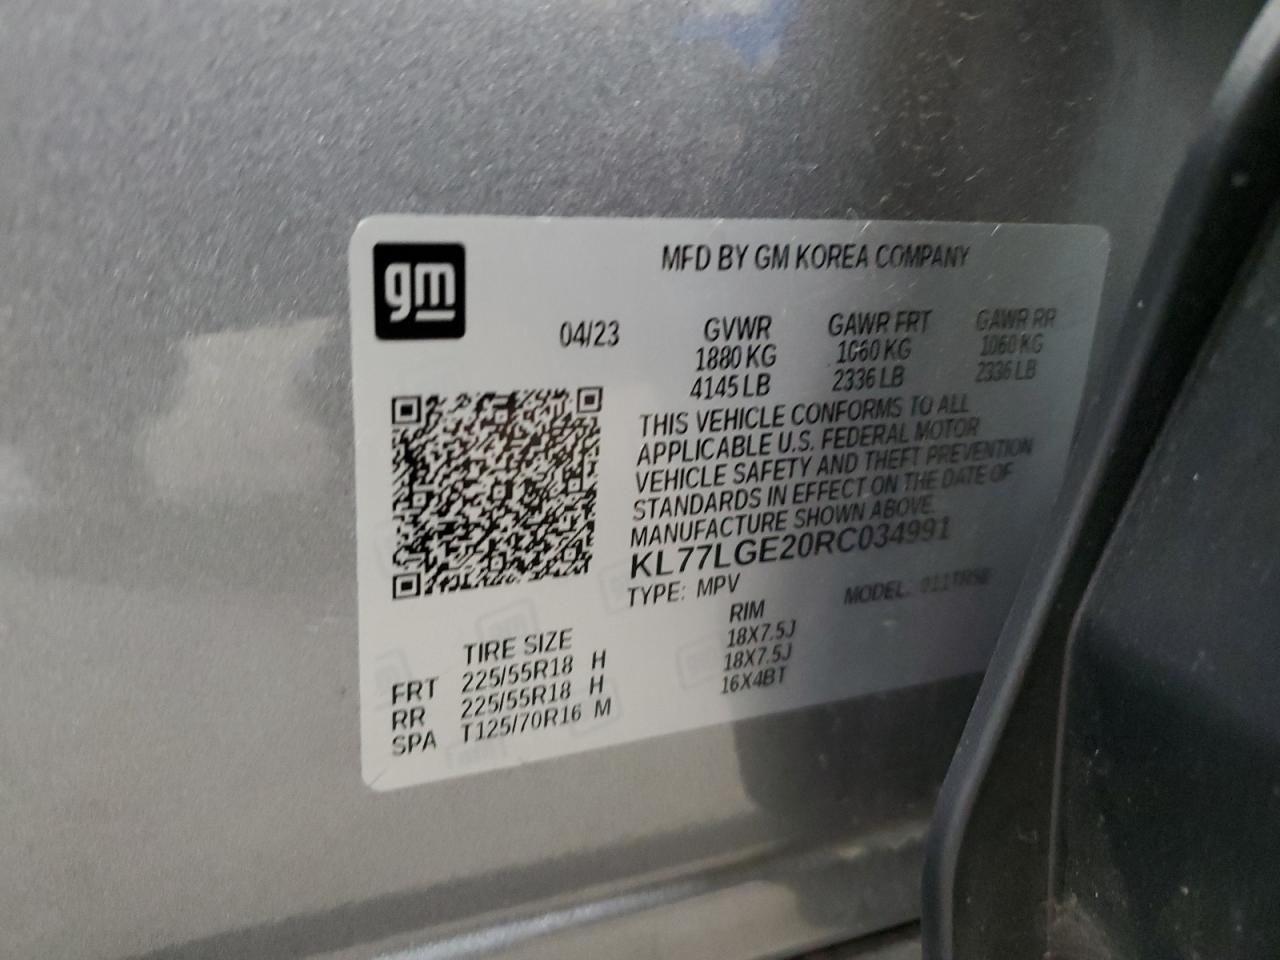 gm
MFD BY GM KOREA COMPANY
04/23 GVWR GAWR FRT GAWR RR
1880 KG 1060 KG 1060 KG
4145 LB 2336 LB 2336 LB
THIS VEHICLE CONFORMS TO ALL
APPLICABLE U.S. FEDERAL MOTOR
VEHICLE SAFETY AND THEFT PREVENTION
STANDARDS IN EFFECT ON THE DATE OF
MANUFACTURE SHOWN ABOVE.
KL77LGE20RC034991
TYPE: MPV MODEL:
TIRE SIZE RIM
FRT 225/55R18 H 18X7.5J
RR 225/55R18 H 18X7.5J
SPA T125/70R16 M 16X4BT